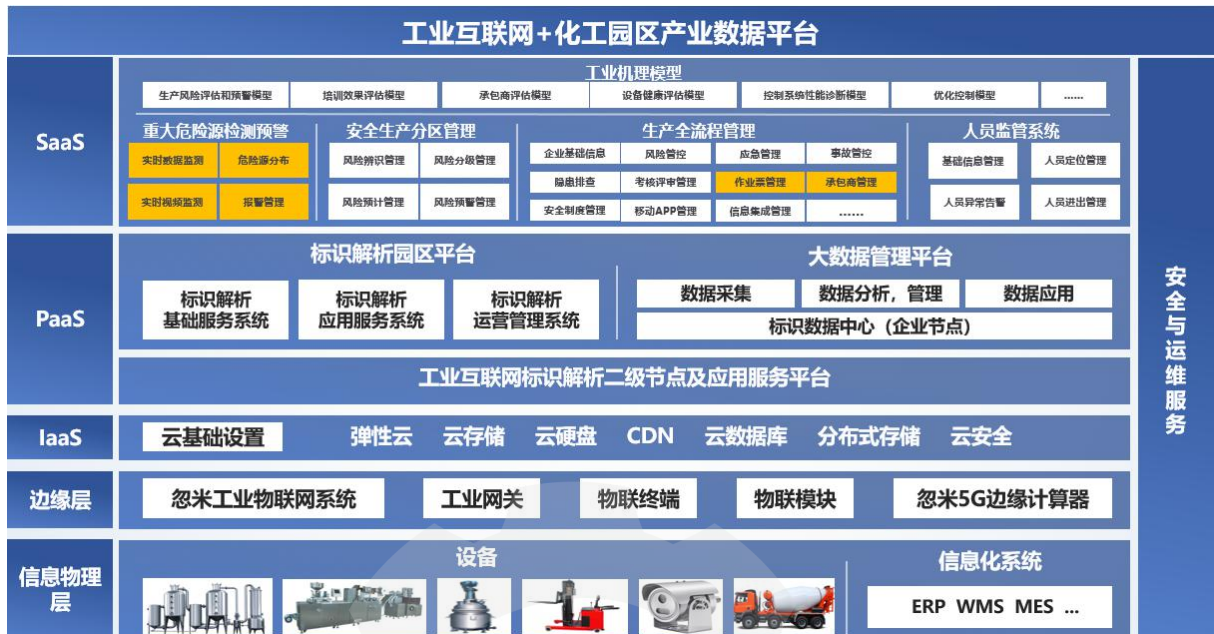 工业互联网+化工园区产业数据平台
SaaS
工业机理模型
生产风险评估和预警模型
培训效果评估模型
承包商评估模型
设备健康评估模型
控制系统性能诊断模型
优化控制模型
......
重大危险源检测预警
实时数据监测
危险源分布
实时视频监测
报警管理
安全生产分区管理
风险辨识管理
风险分级管理
风险预计管理
风险预警管理
生产全流程管理
企业基础信息
风险管控
应急管理
事故管控
隐患排查
考核评审管理
作业票管理
承包商管理
安全制度管理
移动APP管理
信息集成管理
......
人员监管系统
基础信息管理
人员定位管理
人员异常告警
人员进出管理
PaaS
标识解析园区平台
标识解析
基础服务系统
标识解析
应用服务系统
标识解析
运营管理系统
大数据管理平台
数据采集
数据分析，管理
数据应用
标识数据中心（企业节点）
工业互联网标识解析二级节点及应用服务平台
IaaS
云基础设置
弹性云
云存储
云硬盘
CDN
云数据库
分布式存储
云安全
边缘层
忽米工业物联网系统
工业网关
物联终端
物联模块
忽米5G边缘计算器
信息物理
层
设备
信息化系统
ERP WMS MES ...
安全与运维服务